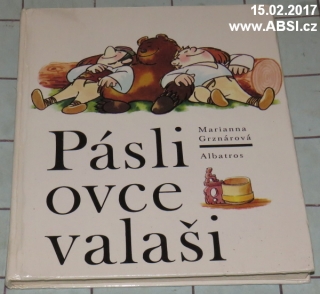 15.02.2017
www.ABSI.cz
Marianna
Grznárová
Albatros
Pásli
ovce
valaši